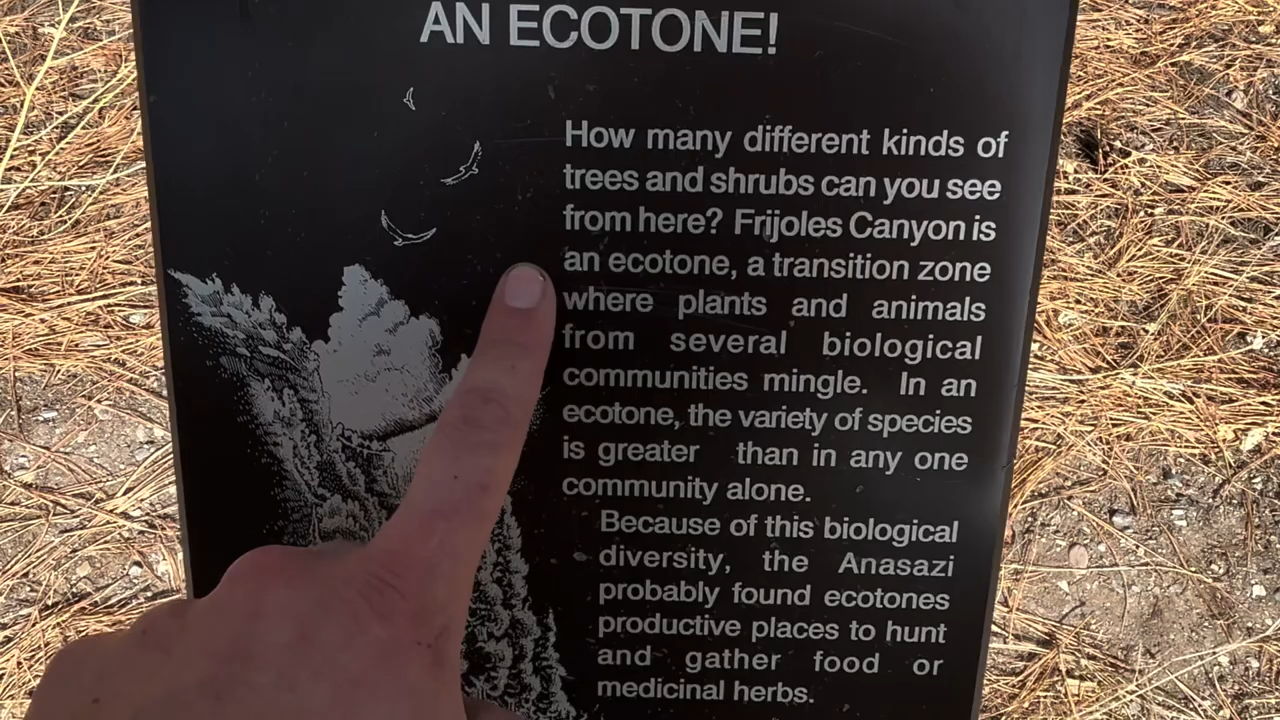 AN ECOTONE!
How many different kinds of
trees and shrubs can you see
from here? Frijoles Canyon is
an ecotone, a transition zone
where plants and animals
from several biological
communities mingle. In an
ecotone, the variety of species
is greater than in any one
community alone.
Because of this biological
diversity, the Anasazi
probably found ecotones
productive places to hunt
and gather food or
medicinal herbs.